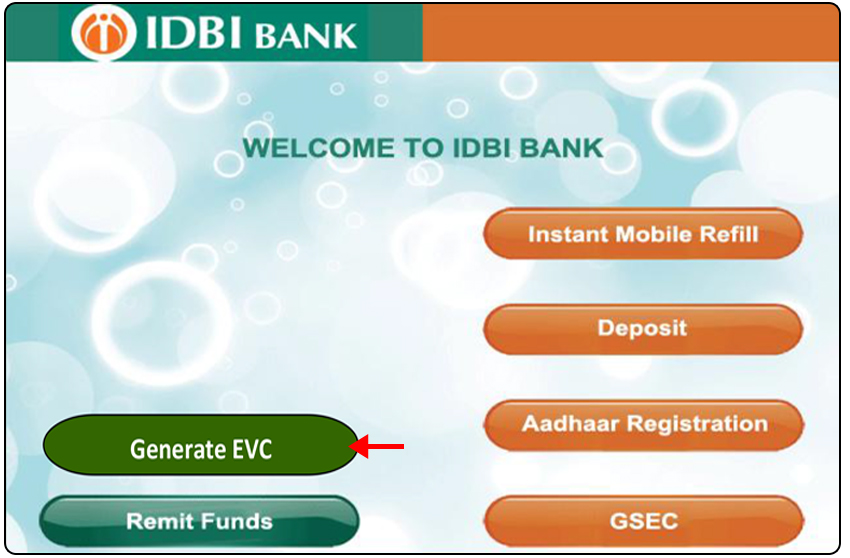 IDBI BANK
WELCOME TO IDBI BANK
Instant Mobile Refill
Deposit
Aadhaar Registration
Generate EVC
Remit Funds
GSEC